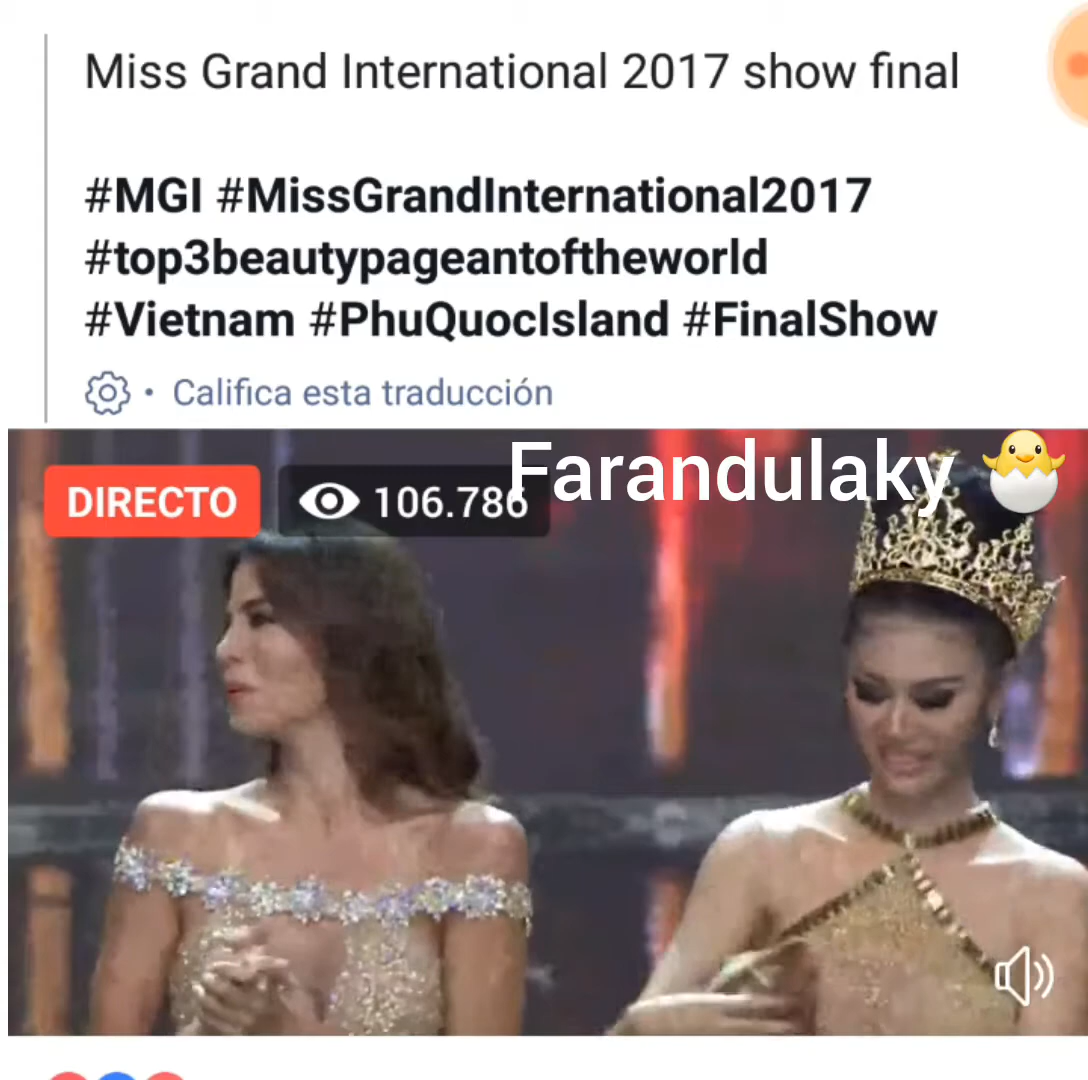 Miss Grand International 2017 show final
#MGI #MissGrandInternational2017
#top3beautypageantoftheworld
#Vietnam #PhuQuocIsland #FinalShow
Califica esta traducción
DIRECTO 106.786
Farandulaky